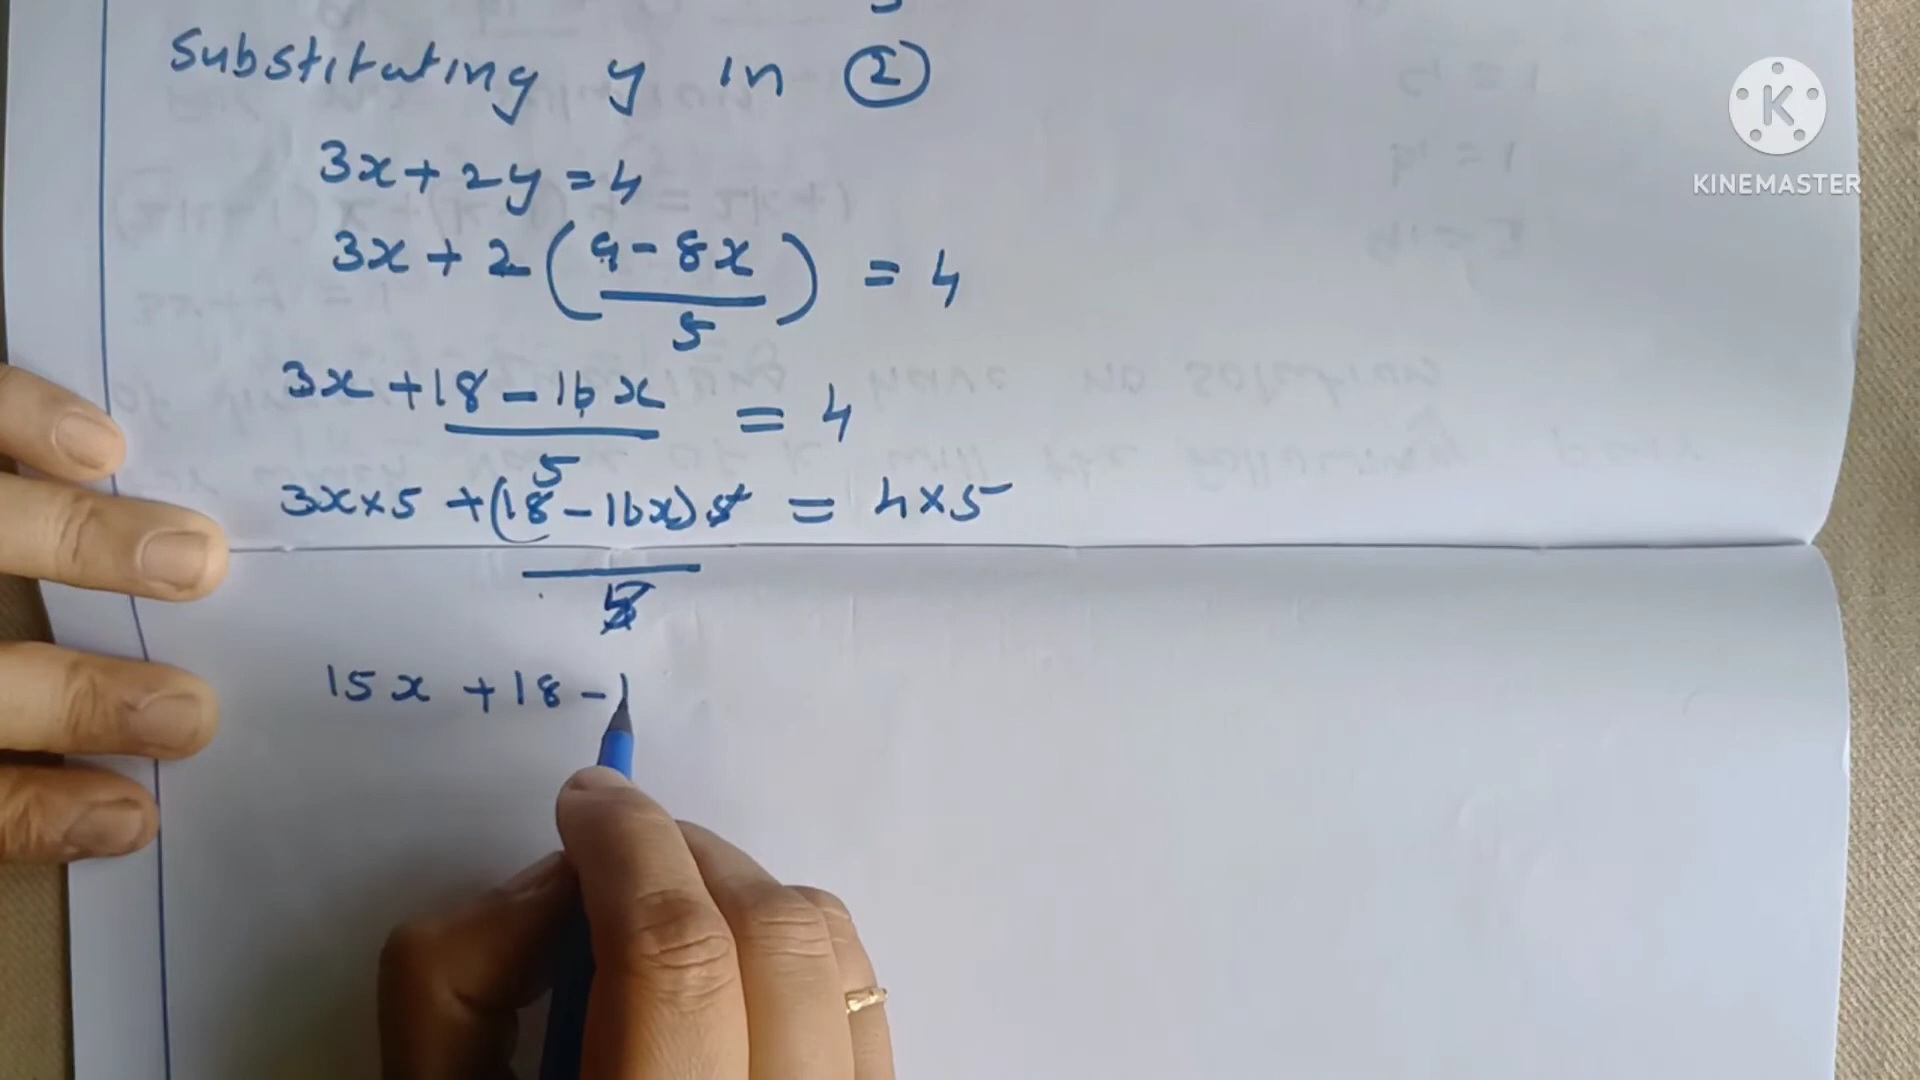 Substituting y in ②
3x + 2y = 4
3x + 2 ( 9 - 8x / 5 ) = 4
3x + 18 - 16x / 5 = 4
3x×5 + (18 - 16x) 5 / 5 = 4×5
15x + 18 - 1
KINEMASTER